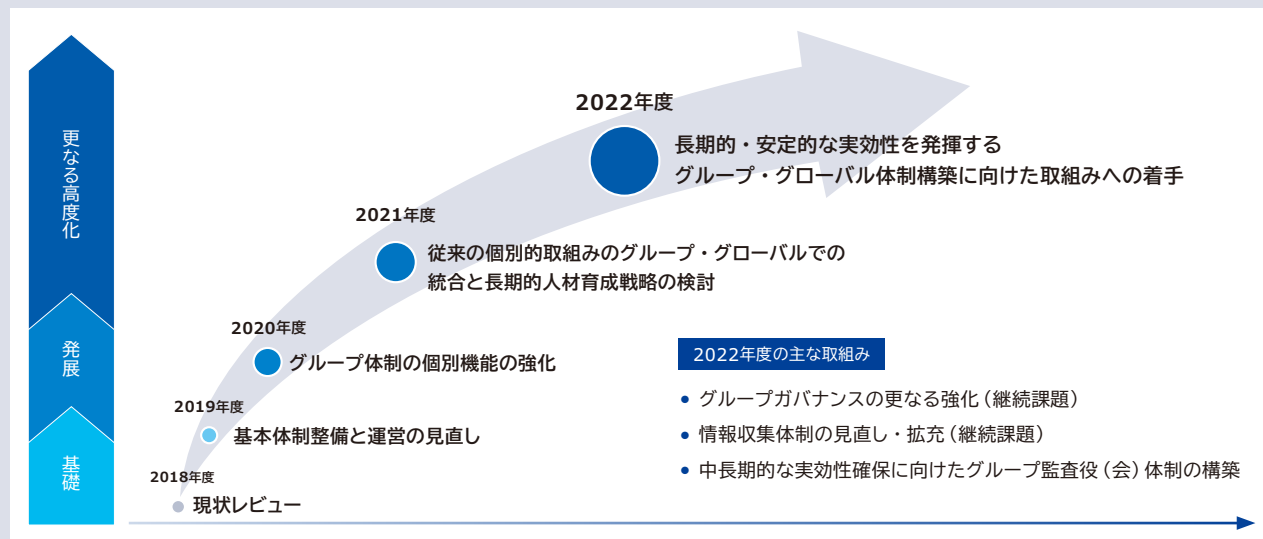 更なる高度化
発展
基礎
2022年度
長期的・安定的な実効性を発揮する
グループ・グローバル体制構築に向けた取組みへの着手
2021年度
従来の個別的取組みのグループ・グローバルでの
統合と長期的人材育成戦略の検討
2020年度
グループ体制の個別機能の強化
2019年度
基本体制整備と運営の見直し
2018年度
現状レビュー
2022年度の主な取組み
• グループガバナンスの更なる強化（継続課題）
• 情報収集体制の見直し・拡充（継続課題）
• 中長期的な実効性確保に向けたグループ監査役（会）体制の構築